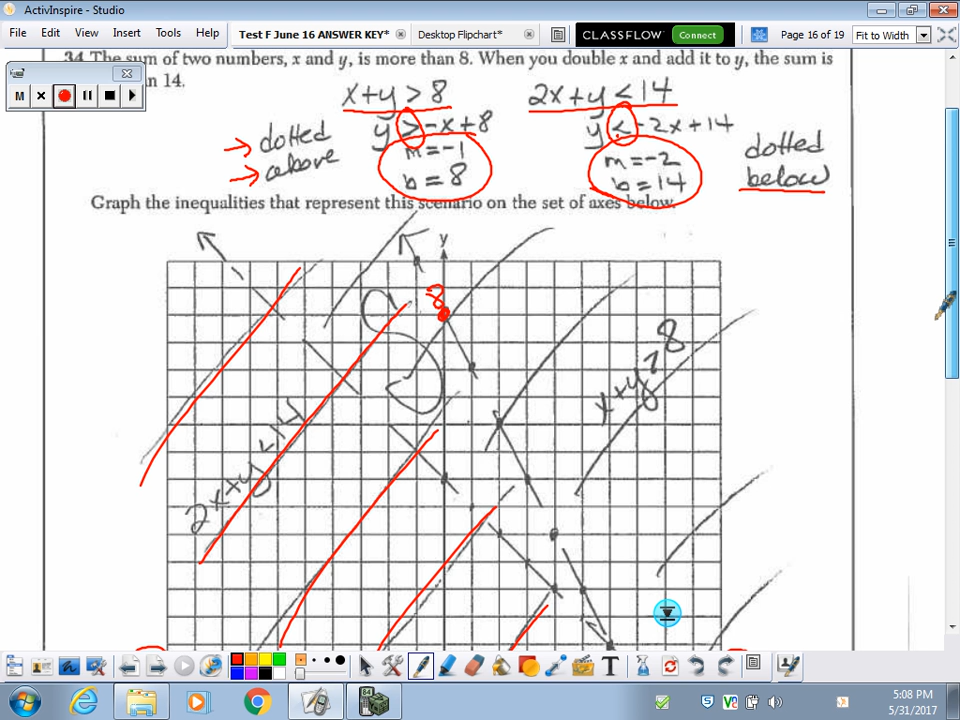 ActivInspire - Studio
File Edit View Insert Tools Help
Test F June 16 ANSWER KEY*
Desktop Flipchart*
CLASSFLOW Connect
Page 16 of 19
Fit to Width
34 The sum of two numbers, x and y, is more than 8. When you double x and add it to y, the sum is
n 14.
M
x+y > 8
2x+y < 14
y > -x+8
y < -2x+14
dotted
above
m = -1
b = 8
m = -2
b = 14
dotted
below
Graph the inequalities that represent this scenario on the set of axes below.
y
8
S
x+y > 8
2x+y < 14
T
84
5:08 PM
5/31/2017